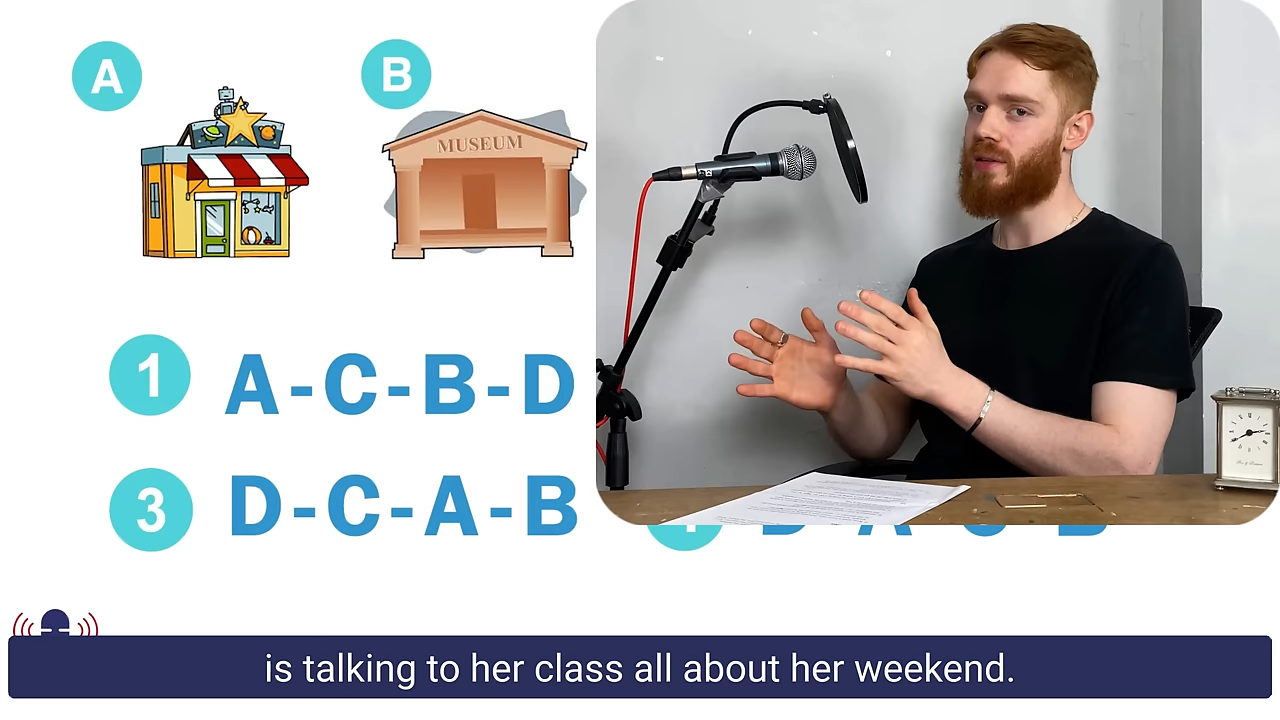 A
B
MUSEUM
1 A-C-B-D
3 D-C-A-B
is talking to her class all about her weekend.